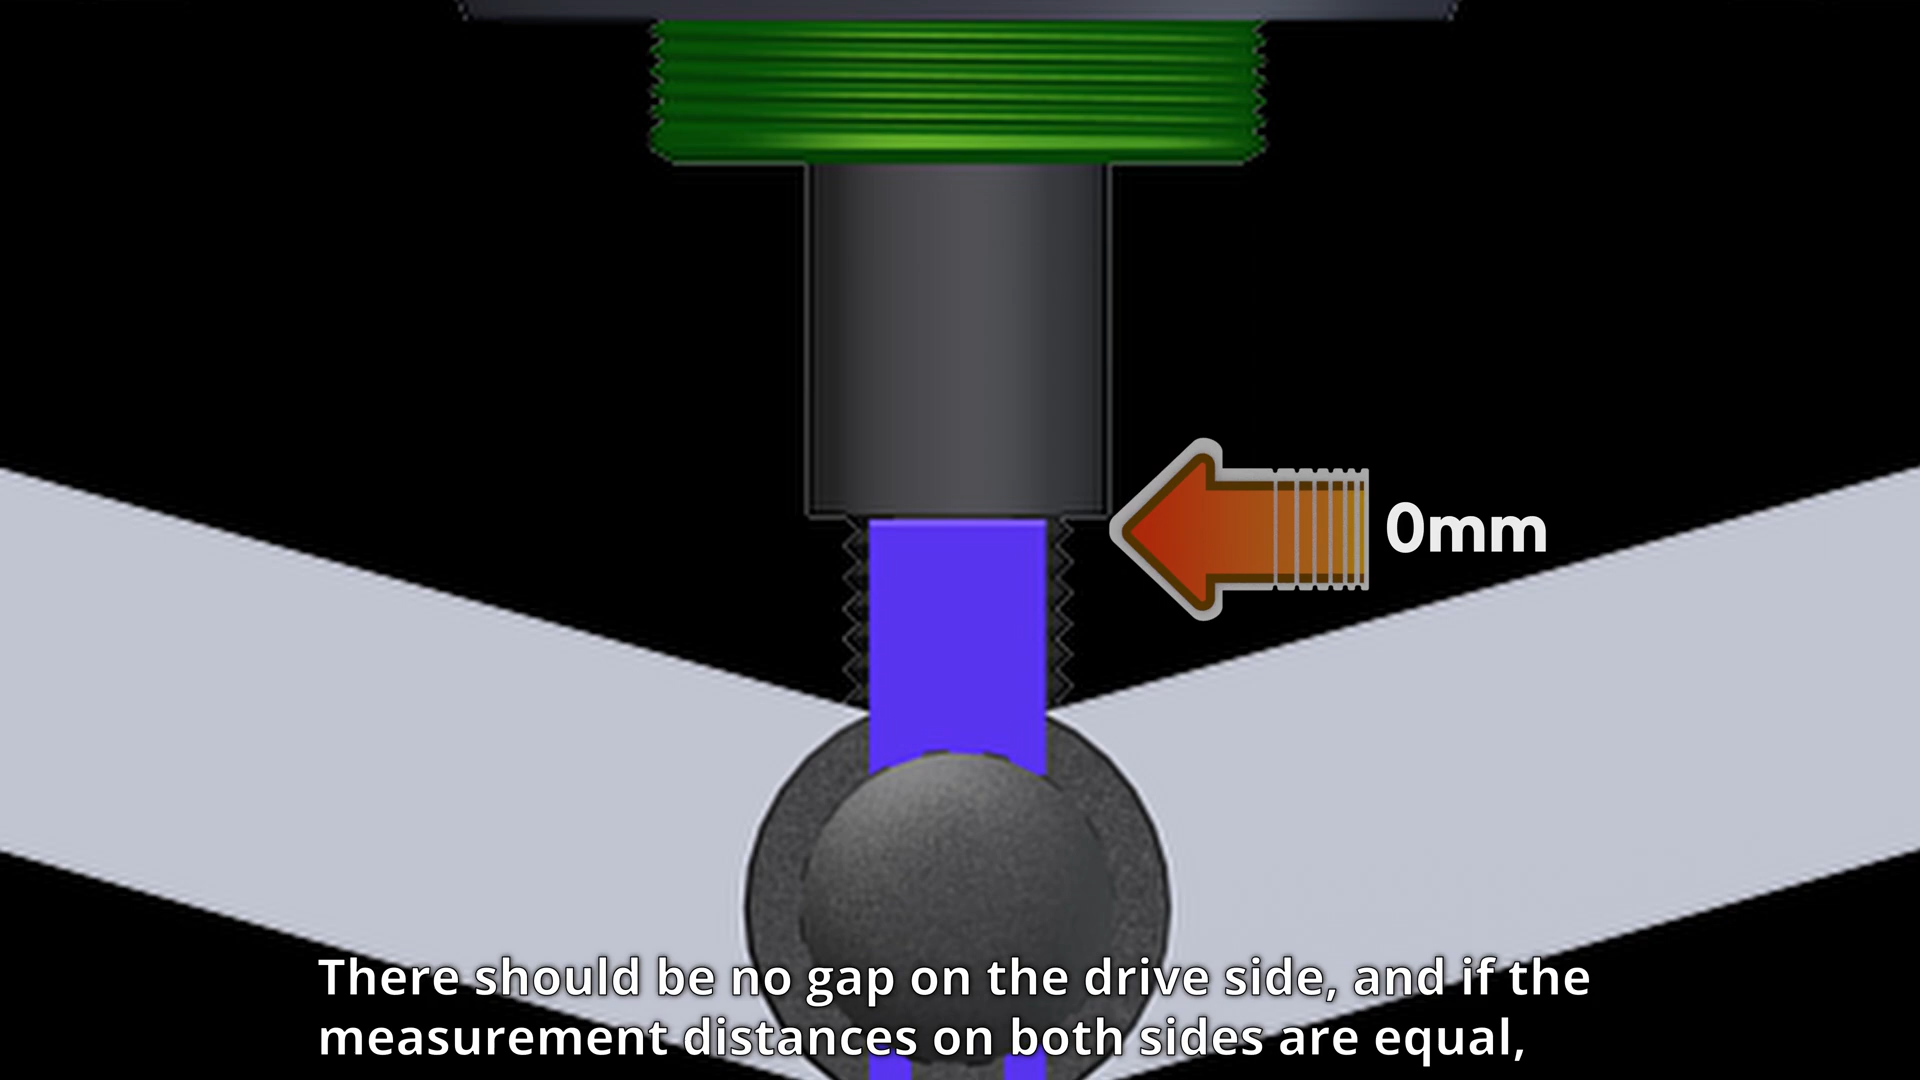 0mm
There should be no gap on the drive side, and if the
measurement distances on both sides are equal,